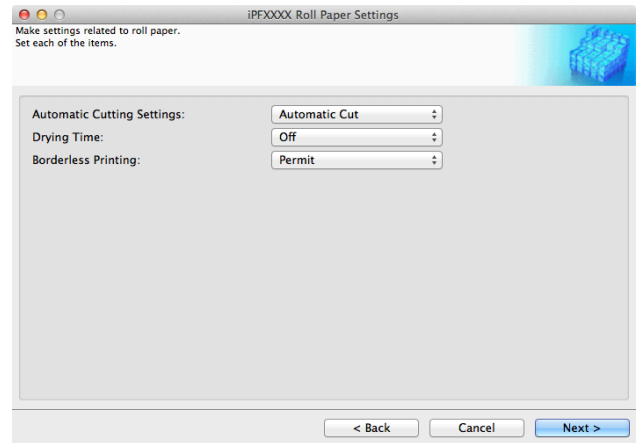 iPFXXXX Roll Paper Settings
Make settings related to roll paper.
Set each of the items.
Automatic Cutting Settings: Automatic Cut
Drying Time: Off
Borderless Printing: Permit
< Back Cancel Next >